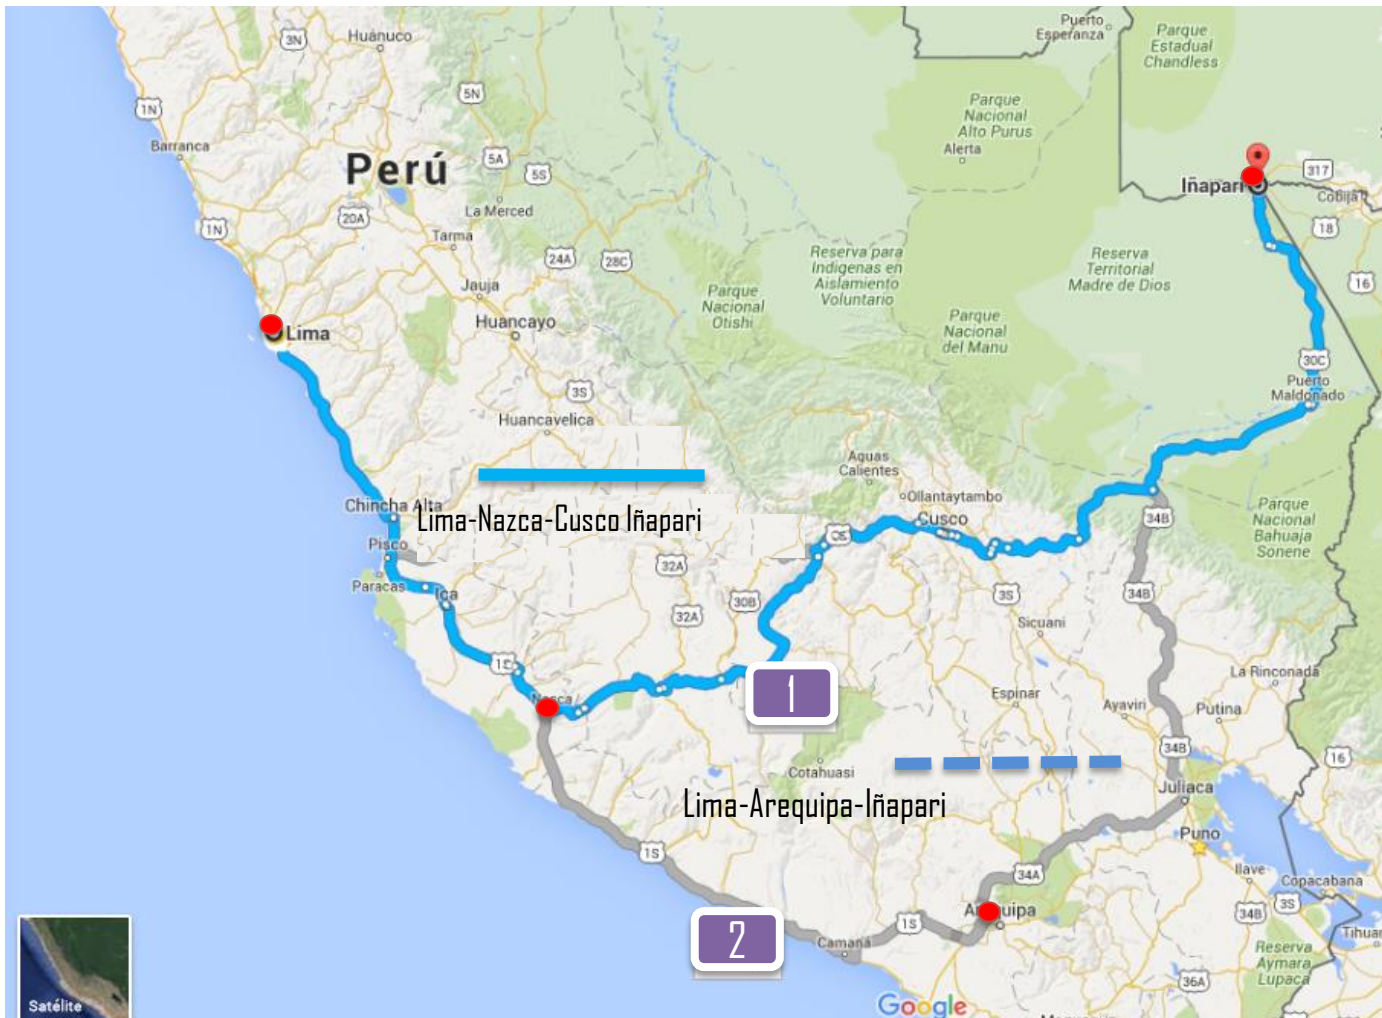 Puerto
Esperanza
Parque
Estadual
Chandless
3N
Huánuco
5N
Parque
Nacional
Alto Purus
1N
Alerta
Barranca
Perú
5A
5S
317
Iñapari
Cobija
La Merced
20A
1N
Tarma
18
24A
28C
Reserva para
Indigenas en
Aislamiento
Voluntario
Reserva
Territorial
Madre de Dios
Jauja
16
Parque
Nacional
Otishi
Huancayo
Parque
Nacional
del Manu
Lima
30C
Puerto
Maldonado
3S
Huancavelica
Aguas
Calientes
Ollantaytambo
Chincha Alta
Lima-Nazca-Cusco Iñapari
Cusco
34B
Parque
Nacional
Bahuaja
Sonene
Pisco
32A
Paracas
Ica
30B
3S
34B
32A
Sicuani
1S
La Rinconada
1
Espinar
Ayaviri
Putina
34B
16
Cotahuasi
Juliaca
Lima-Arequipa-Iñapari
Puno
1S
34A
Ilave
Copacabana
3S
34B
1S
2
Camaná
Reserva
Aymara
Lupaca
36A
Satélite
Google